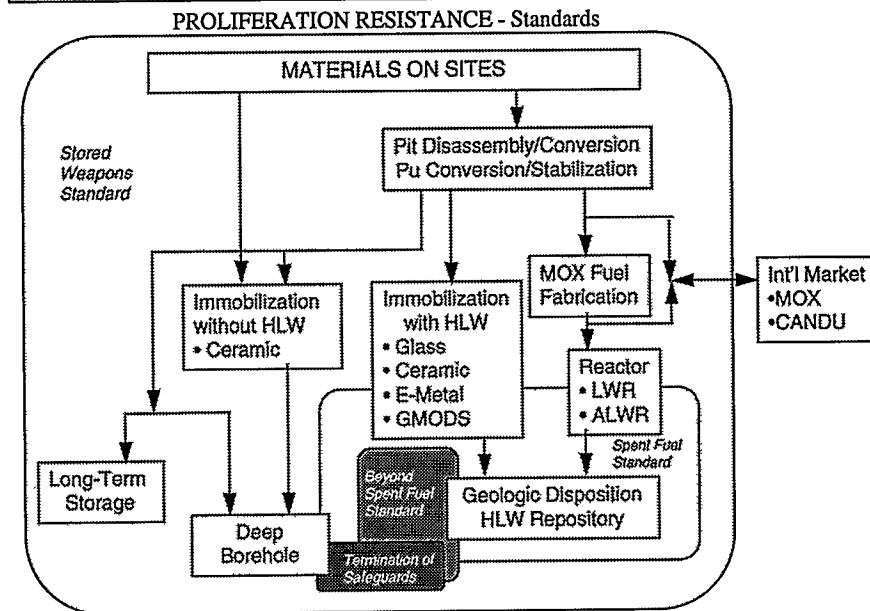 PROLIFERATION RESISTANCE - Standards
MATERIALS ON SITES
Stored
Weapons
Standard
Pit Disassembly/Conversion
Pu Conversion/Stabilization
Immobilization
without HLW
• Ceramic
Immobilization
with HLW
• Glass
• Ceramic
• E-Metal
• GMODS
MOX Fuel
Fabrication
Int'l Market
•MOX
•CANDU
Reactor
• LWR
• ALWR
Spent Fuel
Standard
Long-Term
Storage
Deep
Borehole
Beyond
Spent Fuel
Standard
Geologic Disposition
HLW Repository
Termination of
Safeguards